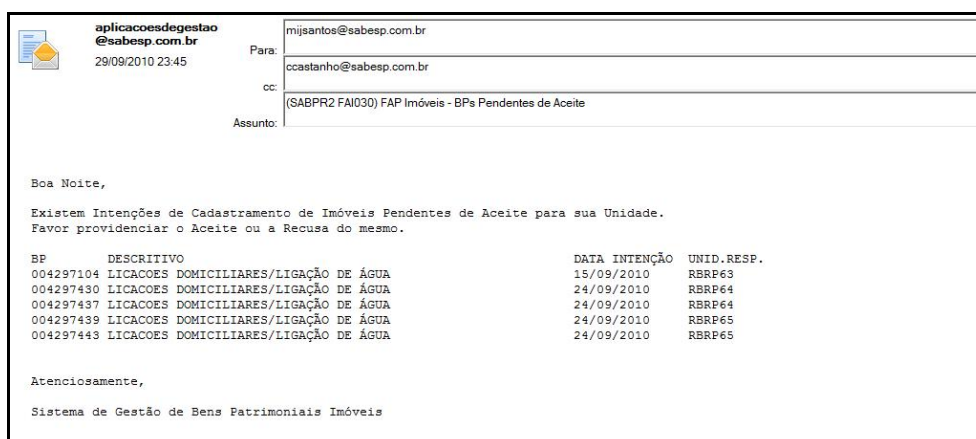 aplicacoesdegestao
@sabesp.com.br
29/09/2010 23:45
Para: mijsantos@sabesp.com.br
cc: ccastanho@sabesp.com.br
Assunto: (SABPR2 FAI030) FAP Imóveis - BPs Pendentes de Aceite
Boa Noite,
Existem Intenções de Cadastramento de Imóveis Pendentes de Aceite para sua Unidade.
Favor providenciar o Aceite ou a Recusa do mesmo.
BP DESCRITIVO DATA INTENÇÃO UNID.RESP.
004297104 LICACOES DOMICILIARES/LIGAÇÃO DE ÁGUA 15/09/2010 RBRP63
004297430 LICACOES DOMICILIARES/LIGAÇÃO DE ÁGUA 24/09/2010 RBRP64
004297437 LICACOES DOMICILIARES/LIGAÇÃO DE ÁGUA 24/09/2010 RBRP64
004297439 LICACOES DOMICILIARES/LIGAÇÃO DE ÁGUA 24/09/2010 RBRP65
004297443 LICACOES DOMICILIARES/LIGAÇÃO DE ÁGUA 24/09/2010 RBRP65
Atenciosamente,
Sistema de Gestão de Bens Patrimoniais Imóveis